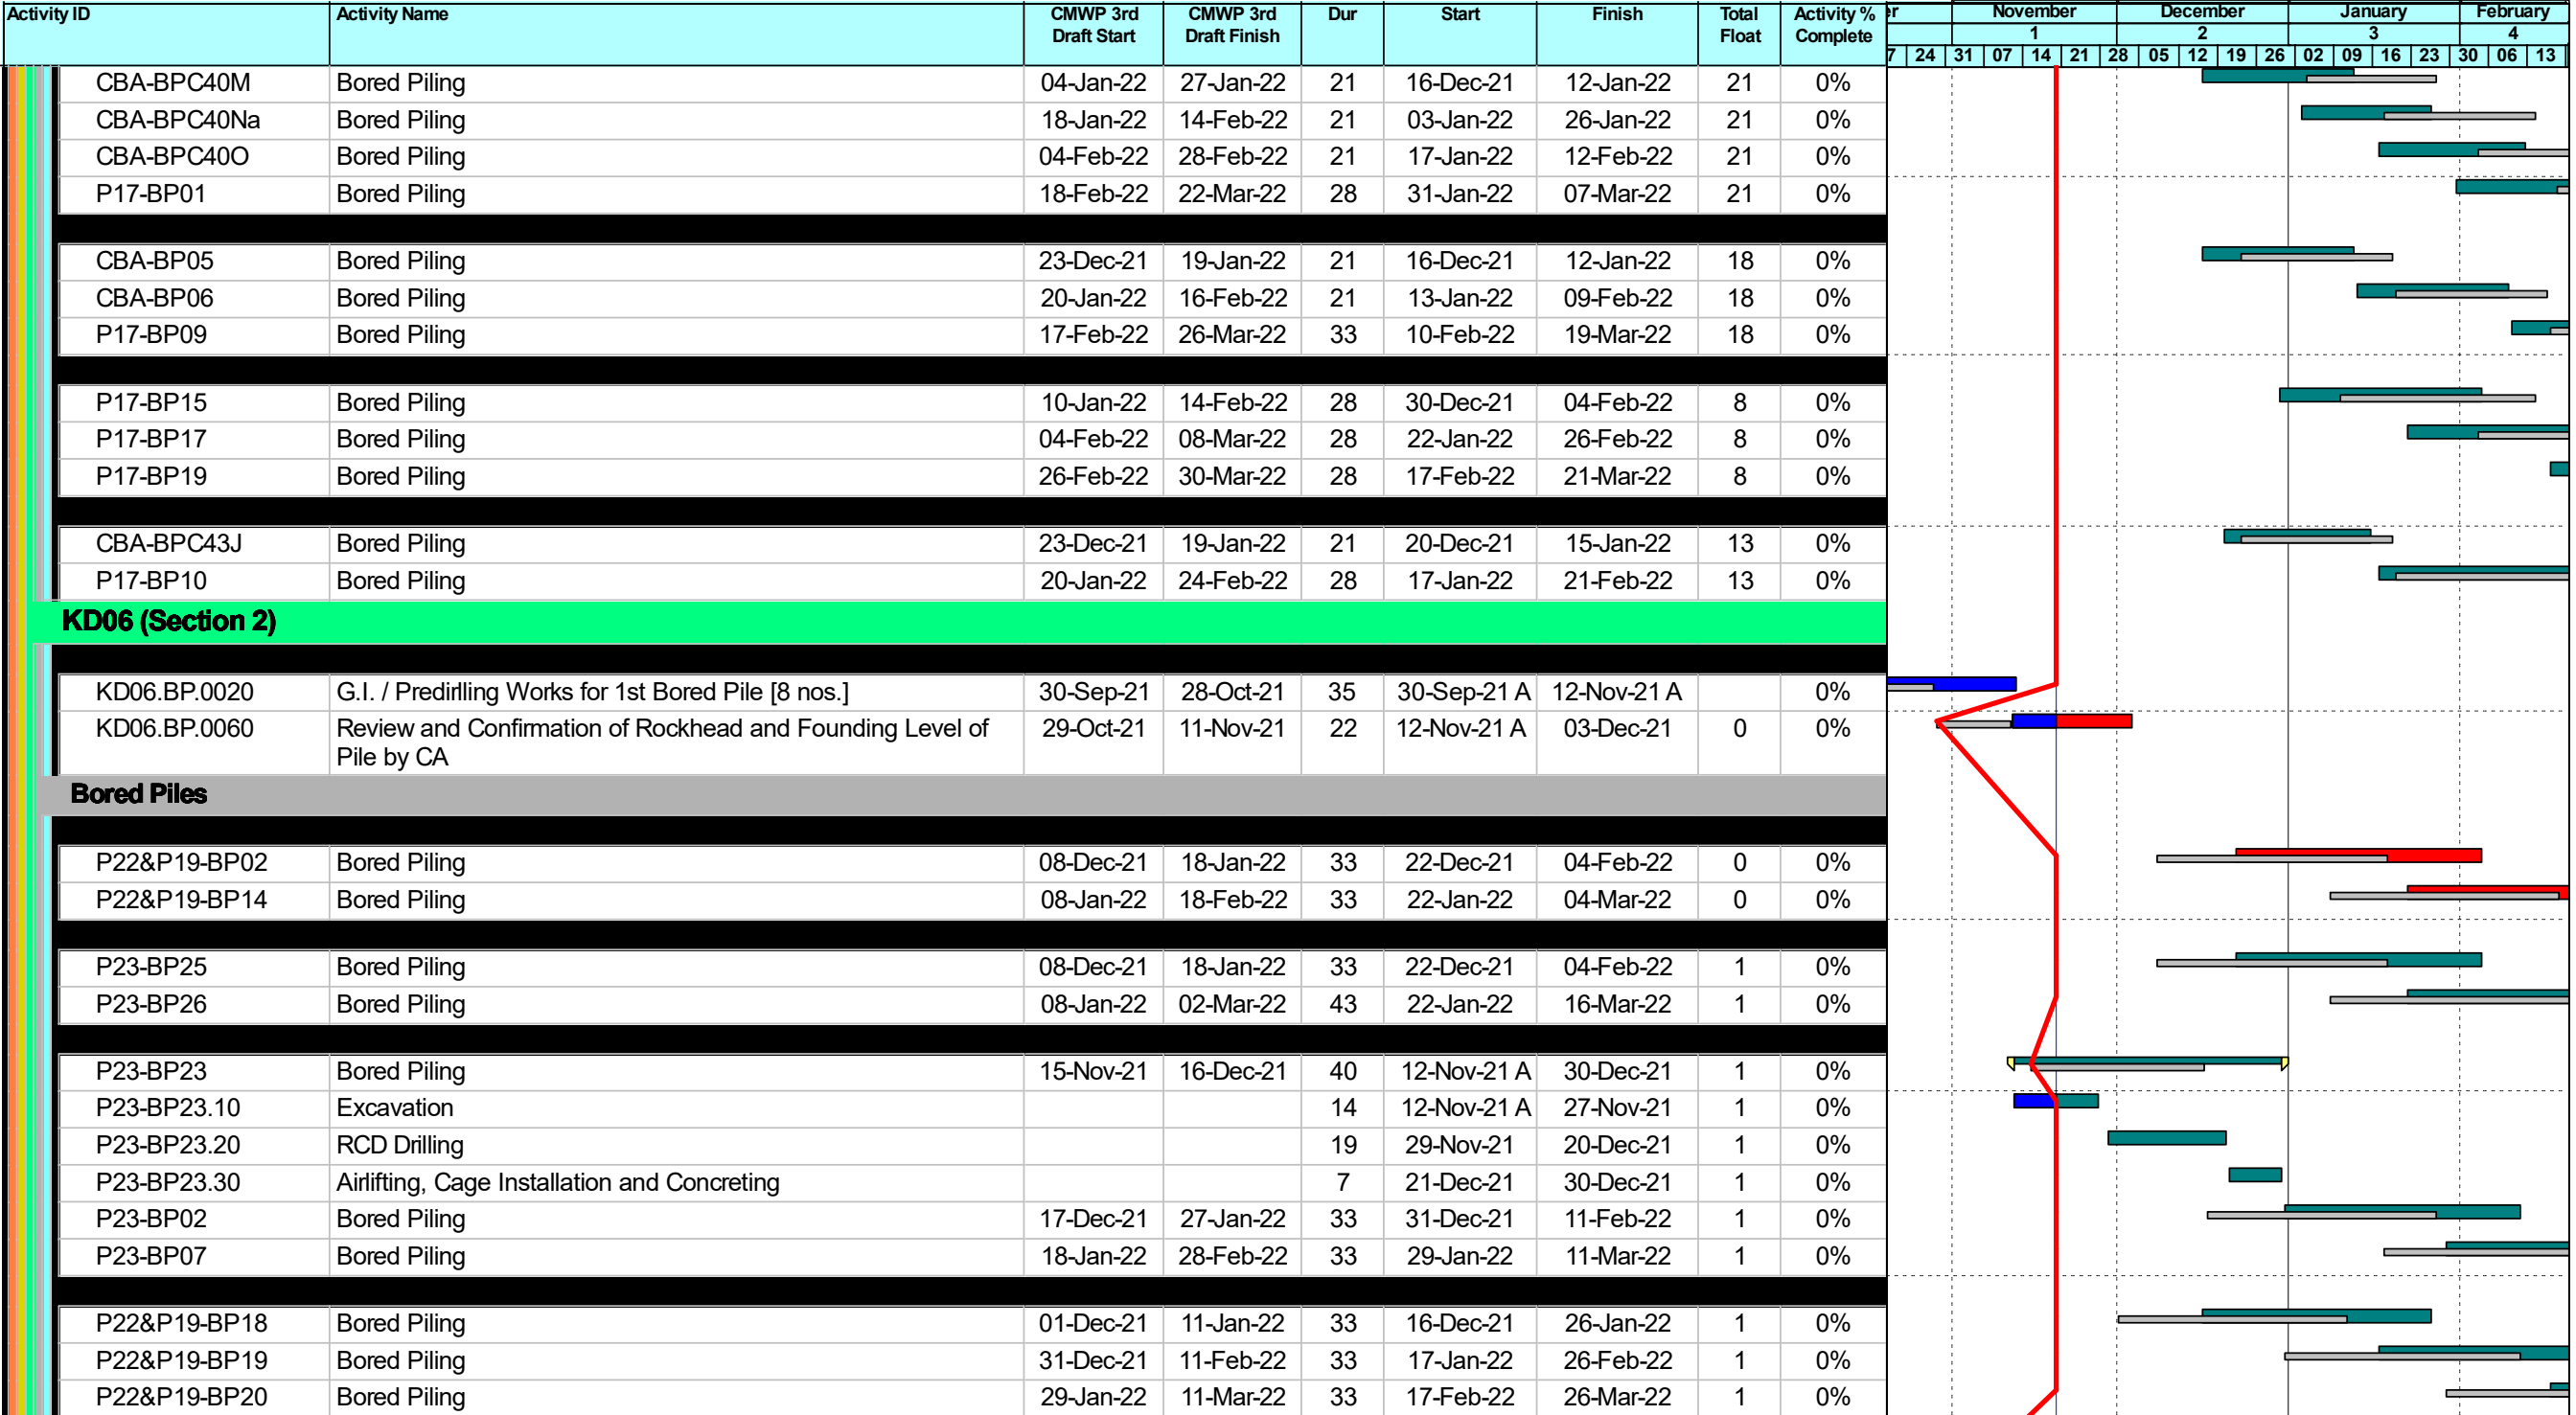 Activity ID Activity Name CMWP 3rd Draft Start CMWP 3rd Draft Finish Dur Start Finish Total Float Activity % Complete er November December January February
1 2 3 4
7 24 31 07 14 21 28 05 12 19 26 02 09 16 23 30 06 13
CBA-BPC40M Bored Piling 04-Jan-22 27-Jan-22 21 16-Dec-21 12-Jan-22 21 0%
CBA-BPC40Na Bored Piling 18-Jan-22 14-Feb-22 21 03-Jan-22 26-Jan-22 21 0%
CBA-BPC40O Bored Piling 04-Feb-22 28-Feb-22 21 17-Jan-22 12-Feb-22 21 0%
P17-BP01 Bored Piling 18-Feb-22 22-Mar-22 28 31-Jan-22 07-Mar-22 21 0%
CBA-BP05 Bored Piling 23-Dec-21 19-Jan-22 21 16-Dec-21 12-Jan-22 18 0%
CBA-BP06 Bored Piling 20-Jan-22 16-Feb-22 21 13-Jan-22 09-Feb-22 18 0%
P17-BP09 Bored Piling 17-Feb-22 26-Mar-22 33 10-Feb-22 19-Mar-22 18 0%
P17-BP15 Bored Piling 10-Jan-22 14-Feb-22 28 30-Dec-21 04-Feb-22 8 0%
P17-BP17 Bored Piling 04-Feb-22 08-Mar-22 28 22-Jan-22 26-Feb-22 8 0%
P17-BP19 Bored Piling 26-Feb-22 30-Mar-22 28 17-Feb-22 21-Mar-22 8 0%
CBA-BPC43J Bored Piling 23-Dec-21 19-Jan-22 21 20-Dec-21 15-Jan-22 13 0%
P17-BP10 Bored Piling 20-Jan-22 24-Feb-22 28 17-Jan-22 21-Feb-22 13 0%
KD06 (Section 2)
KD06.BP.0020 G.I. / Predirlling Works for 1st Bored Pile [8 nos.] 30-Sep-21 28-Oct-21 35 30-Sep-21 A 12-Nov-21 A 0%
KD06.BP.0060 Review and Confirmation of Rockhead and Founding Level of 29-Oct-21 11-Nov-21 22 12-Nov-21 A 03-Dec-21 0 0%
Pile by CA
Bored Piles
P22&P19-BP02 Bored Piling 08-Dec-21 18-Jan-22 33 22-Dec-21 04-Feb-22 0 0%
P22&P19-BP14 Bored Piling 08-Jan-22 18-Feb-22 33 22-Jan-22 04-Mar-22 0 0%
P23-BP25 Bored Piling 08-Dec-21 18-Jan-22 33 22-Dec-21 04-Feb-22 1 0%
P23-BP26 Bored Piling 08-Jan-22 02-Mar-22 43 22-Jan-22 16-Mar-22 1 0%
P23-BP23 Bored Piling 15-Nov-21 16-Dec-21 40 12-Nov-21 A 30-Dec-21 1 0%
P23-BP23.10 Excavation 14 12-Nov-21 A 27-Nov-21 1 0%
P23-BP23.20 RCD Drilling 19 29-Nov-21 20-Dec-21 1 0%
P23-BP23.30 Airlifting, Cage Installation and Concreting 7 21-Dec-21 30-Dec-21 1 0%
P23-BP02 Bored Piling 17-Dec-21 27-Jan-22 33 31-Dec-21 11-Feb-22 1 0%
P23-BP07 Bored Piling 18-Jan-22 28-Feb-22 33 29-Jan-22 11-Mar-22 1 0%
P22&P19-BP18 Bored Piling 01-Dec-21 11-Jan-22 33 16-Dec-21 26-Jan-22 1 0%
P22&P19-BP19 Bored Piling 31-Dec-21 11-Feb-22 33 17-Jan-22 26-Feb-22 1 0%
P22&P19-BP20 Bored Piling 29-Jan-22 11-Mar-22 33 17-Feb-22 26-Mar-22 1 0%